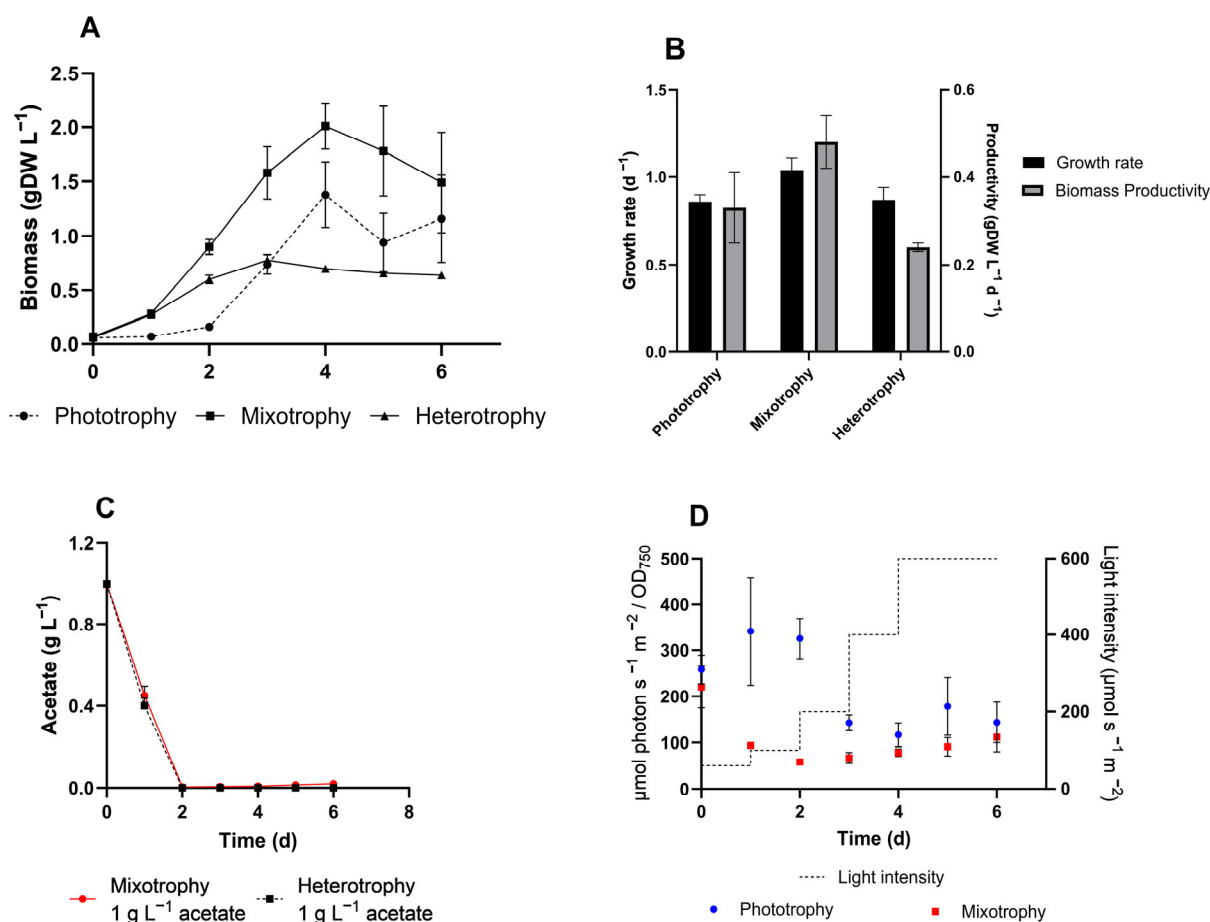 A
Biomass (gDW L⁻¹)
2.5
2.0
1.5
1.0
0.5
0.0
0 2 4 6
Phototrophy Mixotrophy Heterotrophy
B
Growth rate (d⁻¹)
1.5
1.0
0.5
0.0
0.6
0.4
0.2
0.0
Productivity (gDW L⁻¹ d⁻¹)
Growth rate
Biomass Productivity
Phototrophy
Mixotrophy
Heterotrophy
C
Acetate (g L⁻¹)
1.2
0.8
0.4
0.0
0 2 4 6 8
Time (d)
Mixotrophy
1 g L⁻¹ acetate
Heterotrophy
1 g L⁻¹ acetate
D
μmol photon s⁻¹ m⁻² / OD₇₅₀
500
400
300
200
100
0
600
400
200
0
Light intensity (μmol s⁻¹ m⁻²)
0 2 4 6
Time (d)
Light intensity
Phototrophy Mixotrophy